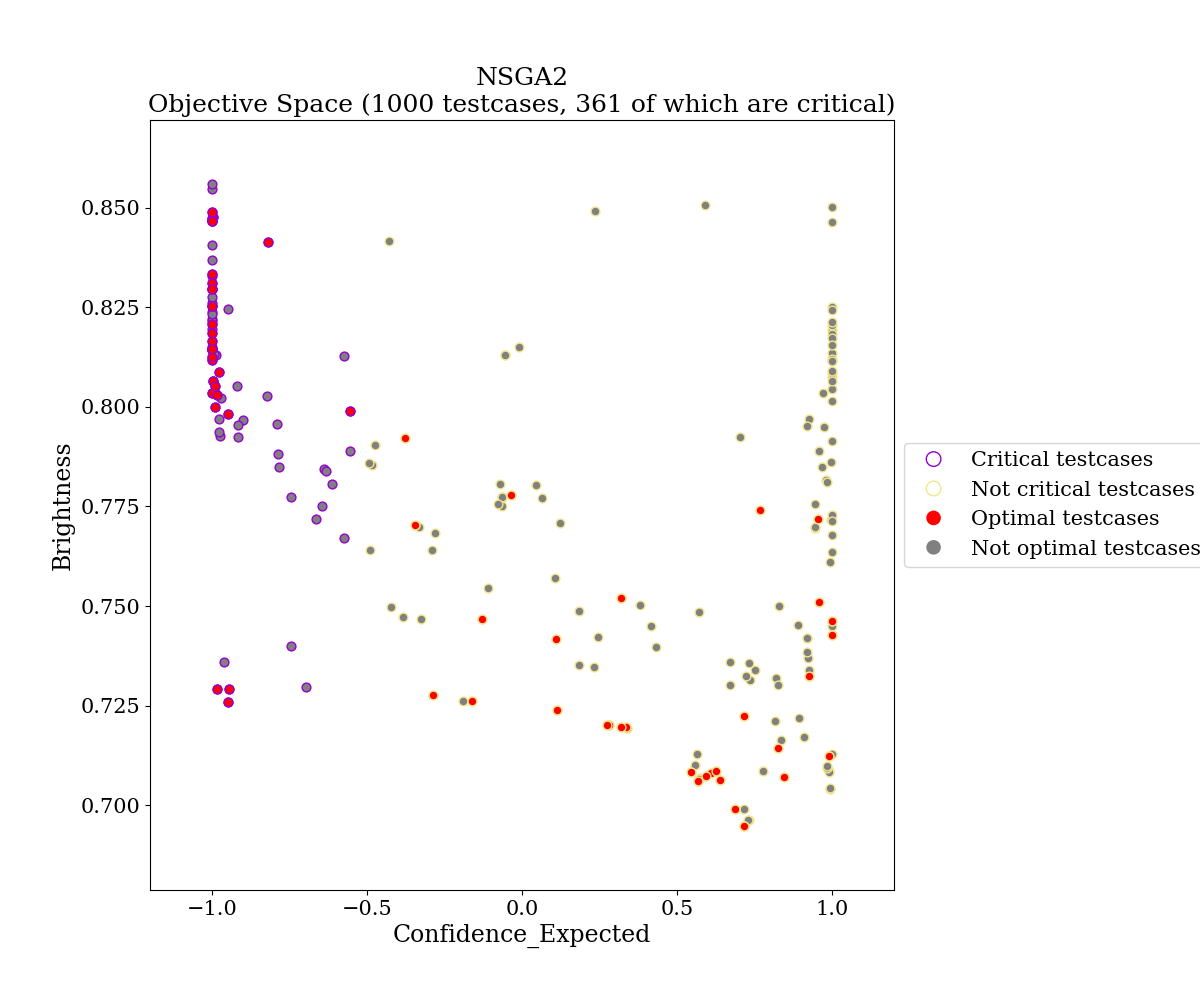 NSGA2
Objective Space (1000 testcases, 361 of which are critical)
0.850
0.825
0.800
0.775
0.750
0.725
0.700
Brightness
−1.0
−0.5
0.0
0.5
1.0
Confidence_Expected
Critical testcases
Not critical testcases
Optimal testcases
Not optimal testcases